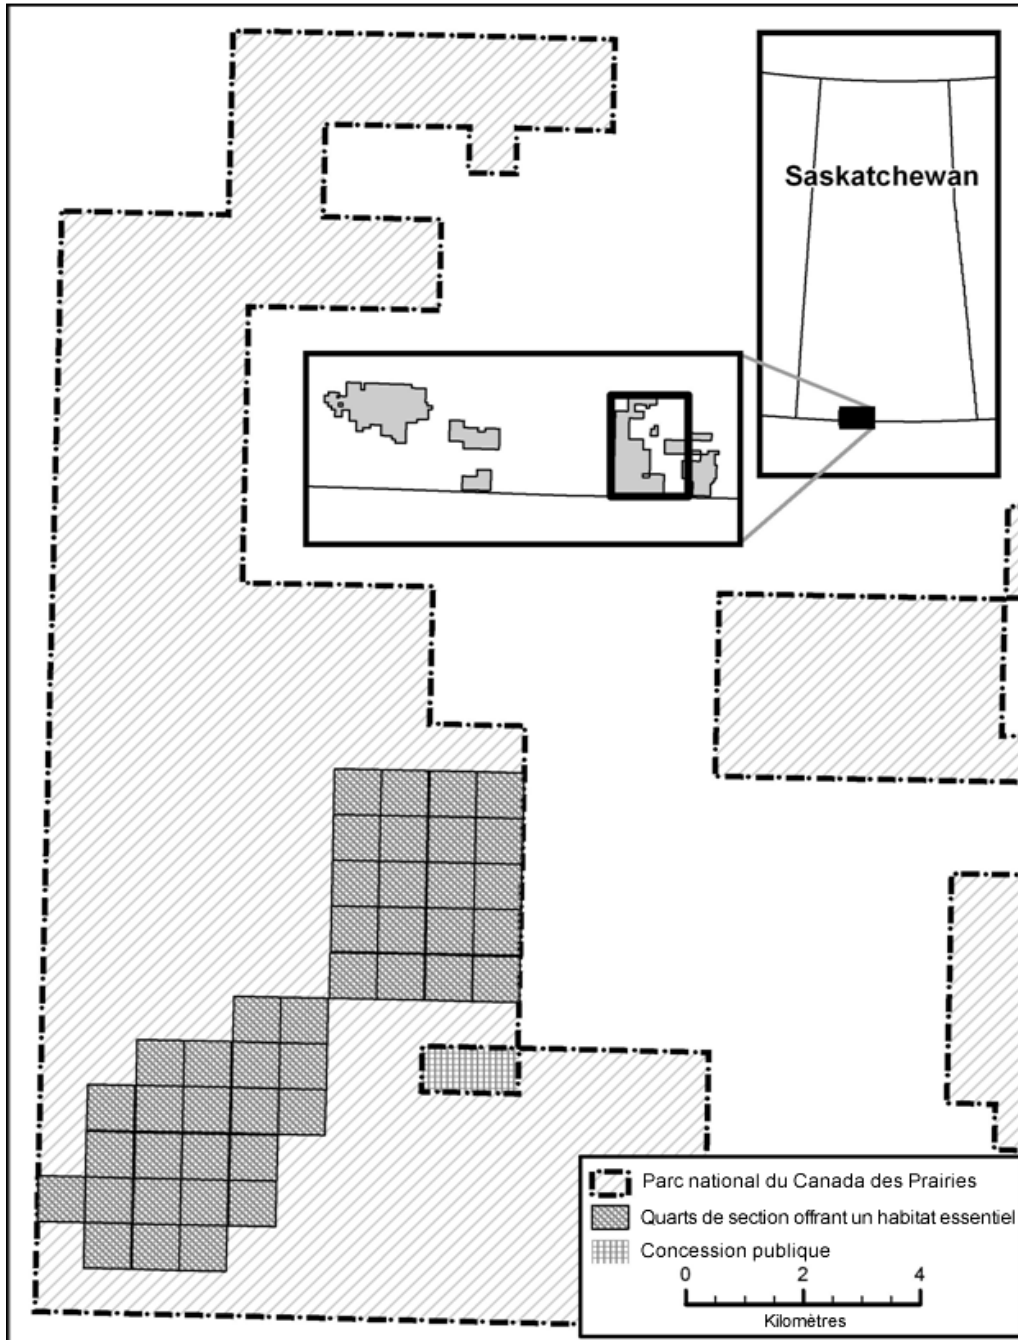 Saskatchewan
Parc national du Canada des Prairies
Quarts de section offrant un habitat essentiel
Concession publique
0 2 4
Kilomètres